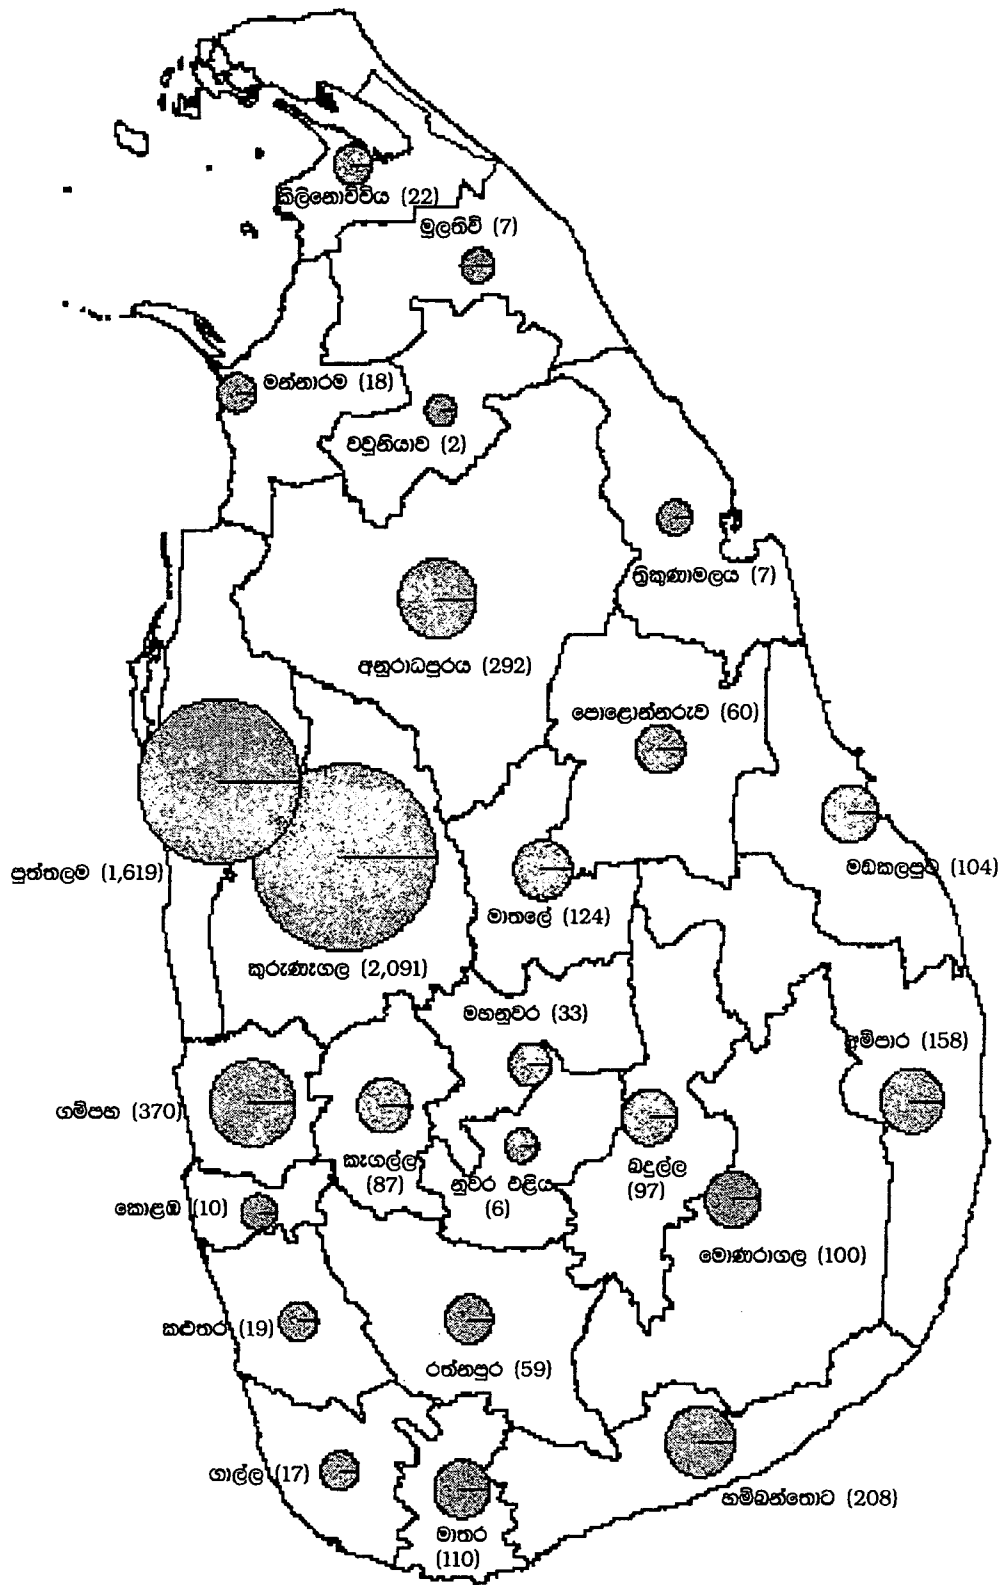 කිලිනොච්චිය (22)
මුලතිව් (7)
මන්නාරම (18)
වවුනියාව (2)
ත්‍රිකුණාමලය (7)
අනුරාධපුරය (292)
පොළොන්නරුව (60)
පුත්තලම (1,619)
මඩකලපුව (104)
මාතලේ (124)
කුරුණෑගල (2,091)
මහනුවර (33)
අම්පාර (158)
ගම්පහ (370)
කෑගල්ල
(87)
නුවර එළිය
(6)
බදුල්ල
(97)
කොළඹ (10)
මොණරාගල (100)
කළුතර (19)
රත්නපුර (59)
ගාල්ල (17)
හම්බන්තොට (208)
මාතර
(110)